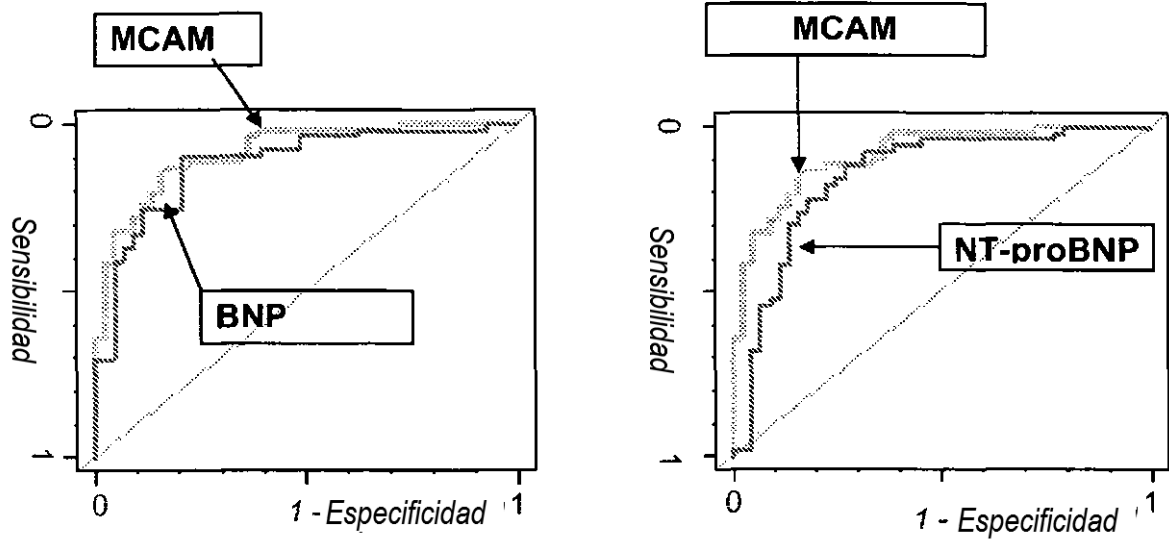 MCAM
BNP
0
Sensibilidad
1
0
1 - Especificidad
1
MCAM
NT-proBNP
0
Sensibilidad
1
0
1 - Especificidad
1